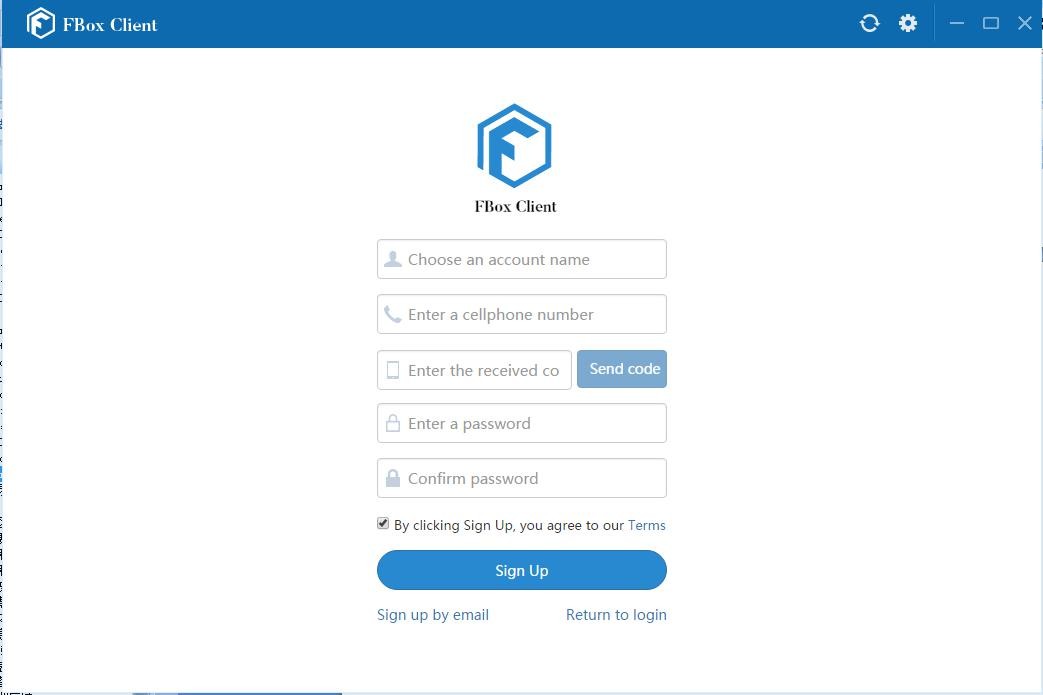 FBox Client
FBox Client
Choose an account name
Enter a cellphone number
Enter the received co
Send code
Enter a password
Confirm password
By clicking Sign Up, you agree to our Terms
Sign Up
Sign up by email
Return to login